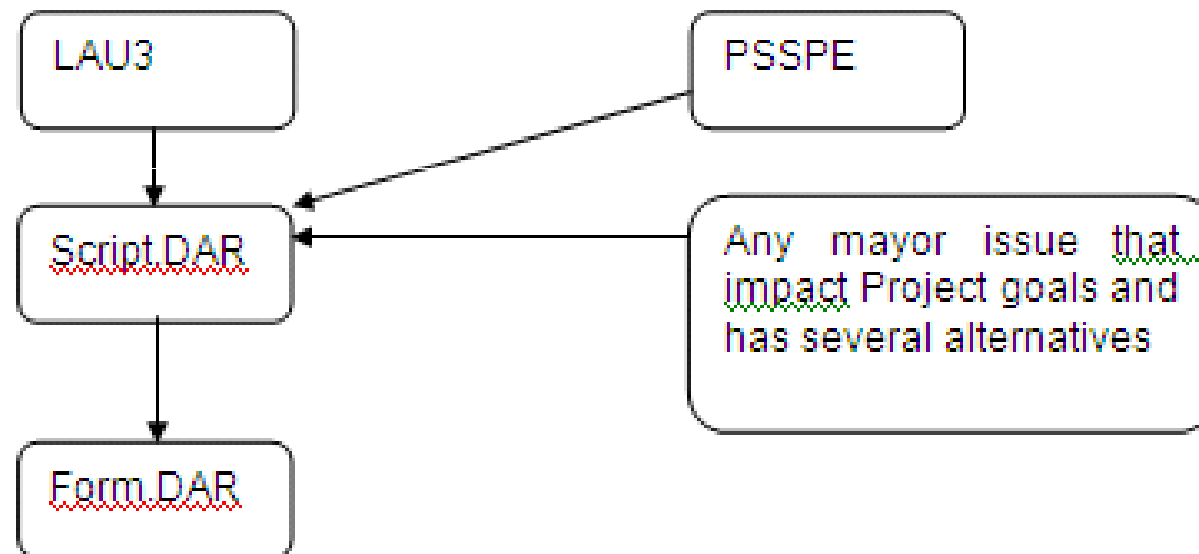 LAU3
PSSPE
Script.DAR
Any mayor issue that
impact Project goals and
has several alternatives
Form.DAR